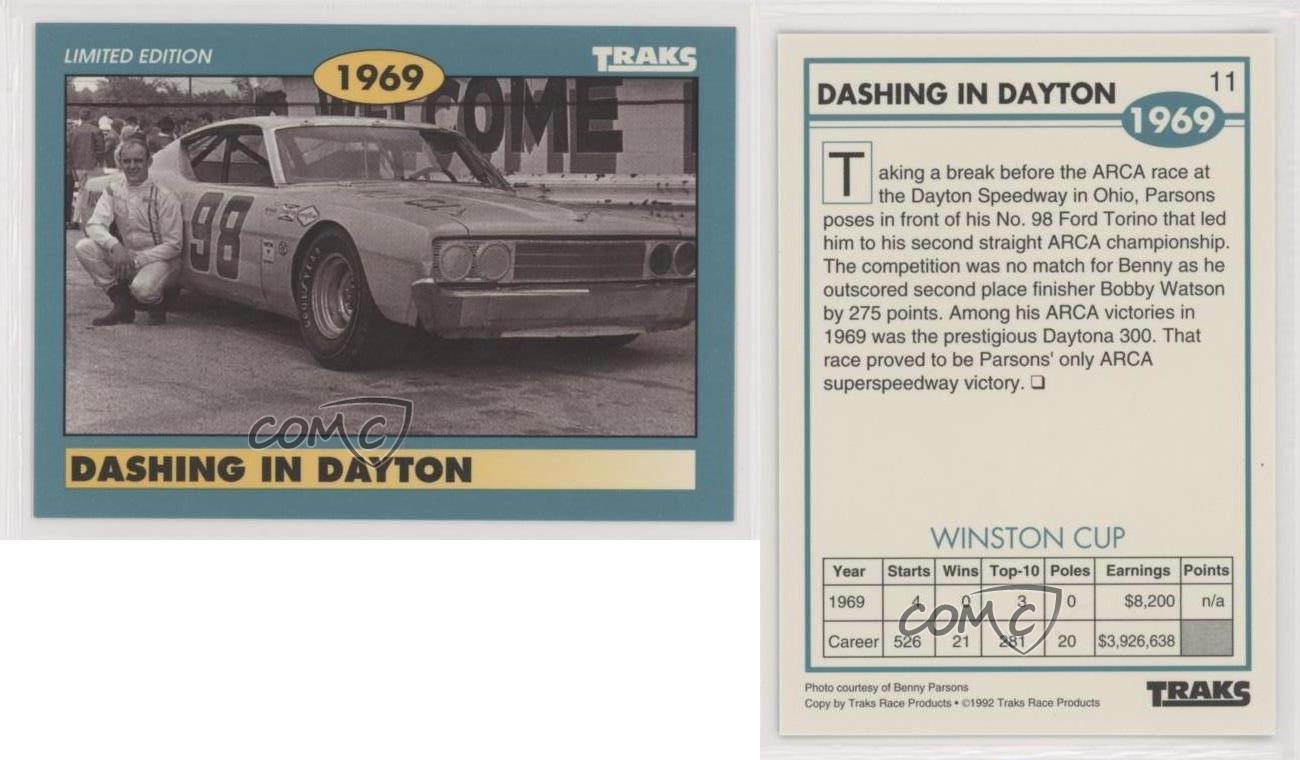 LIMITED EDITION
TRAKS
1969
WELCOME
98
GOODYEAR
DASHING IN DAYTON
COMC
DASHING IN DAYTON
11
1969
Taking a break before the ARCA race at
the Dayton Speedway in Ohio, Parsons
poses in front of his No. 98 Ford Torino that led
him to his second straight ARCA championship.
The competition was no match for Benny as he
outscored second place finisher Bobby Watson
by 275 points. Among his ARCA victories in
1969 was the prestigious Daytona 300. That
race proved to be Parsons' only ARCA
superspeedway victory. ❑
WINSTON CUP
Year Starts Wins Top-10 Poles Earnings Points
1969 4 0 3 0 $8,200 n/a
Career 526 21 281 20 $3,926,638
COMC
Photo courtesy of Benny Parsons
Copy by Traks Race Products • ©1992 Traks Race Products
TRAKS